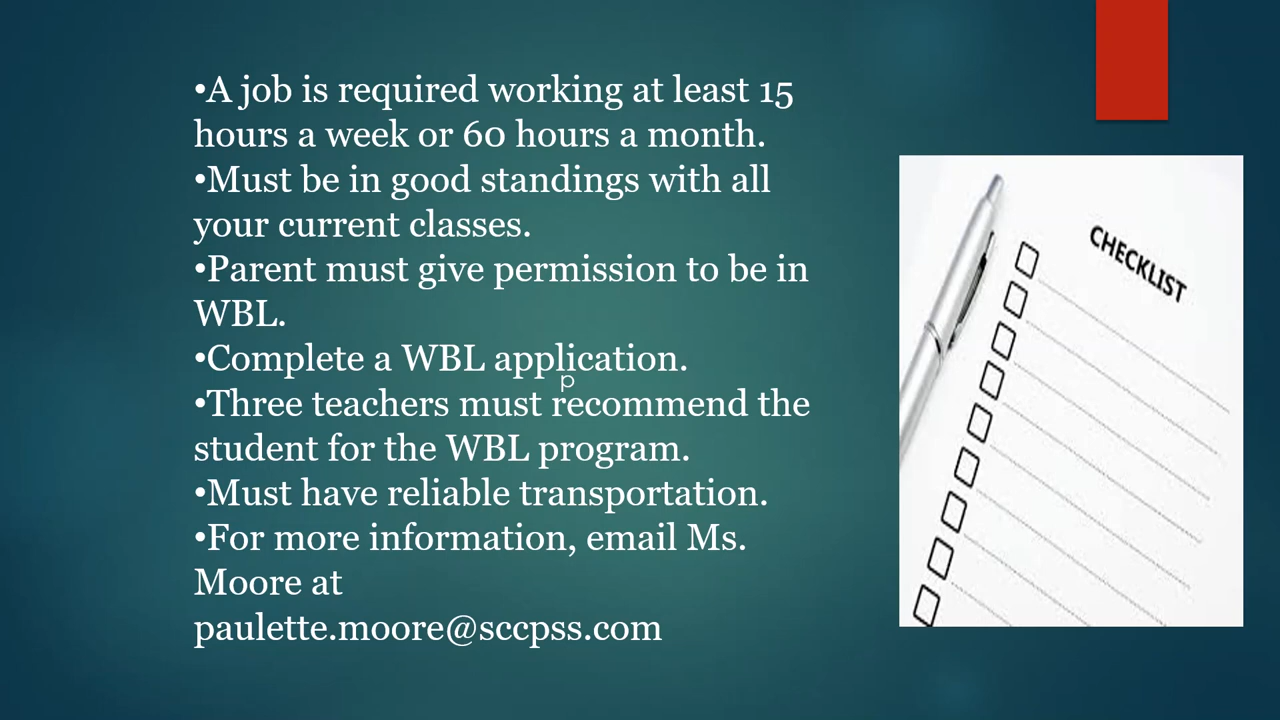 •A job is required working at least 15
hours a week or 60 hours a month.
•Must be in good standings with all
your current classes.
•Parent must give permission to be in
WBL.
•Complete a WBL application.
p
•Three teachers must recommend the
student for the WBL program.
•Must have reliable transportation.
•For more information, email Ms.
Moore at
paulette.moore@sccpss.com
CHECKLIST